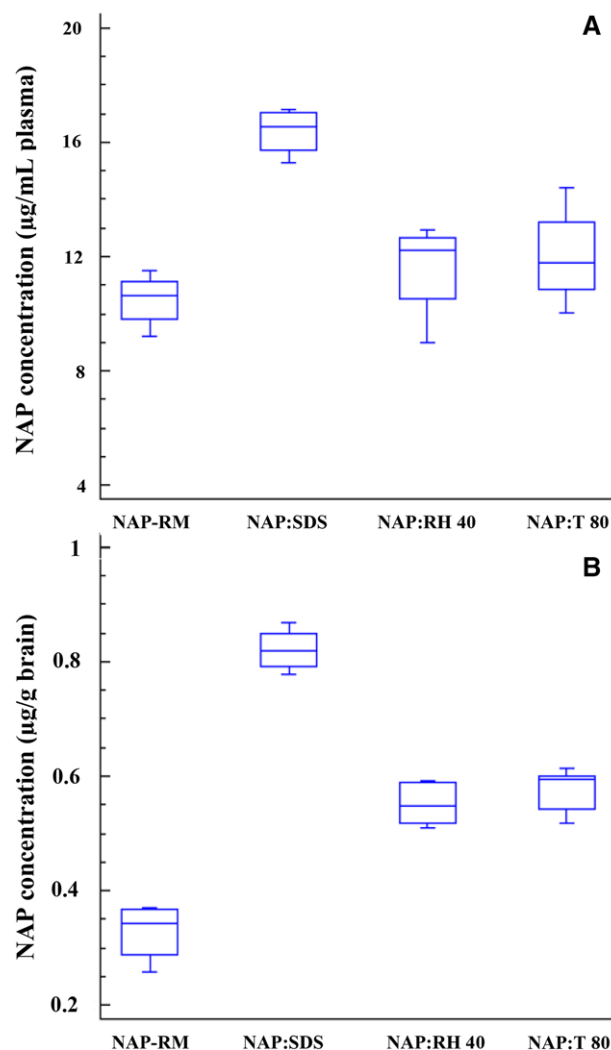 A
NAP concentration (µg/mL plasma)
20
16
12
8
4
NAP-RM NAP:SDS NAP:RH 40 NAP:T 80
B
NAP concentration (µg/g brain)
1
0.8
0.6
0.4
0.2
NAP-RM NAP:SDS NAP:RH 40 NAP:T 80